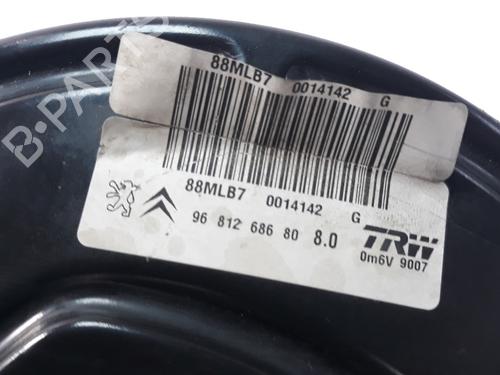 88MLB7 0014142 G
88MLB7 0014142 G
96 812 686 80 8.0
TRW
0m6V 9007
B-PARTS